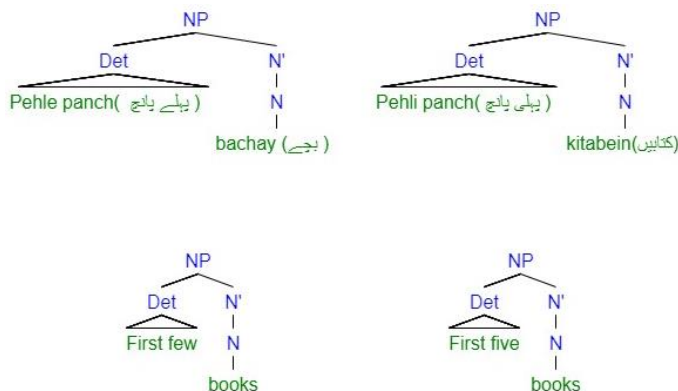 NP NP
Det N' Det N'
Pehle panch( پہلے پانچ ) N Pehli panch( پہلی پانچ ) N
bachay (بچے ) kitabein(کتابیں)
NP NP
Det N' Det N'
First few N First five N
books books